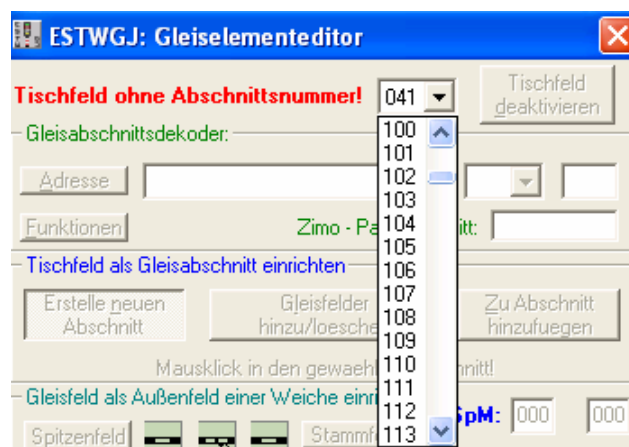 ESTWGJ: Gleiselementeditor
Tischfeld ohne Abschnittsnummer! 041 Tischfeld deaktivieren
Gleisabschnittsdekoder:
Adresse
Funktionen Zimo - Pa itt:
Tischfeld als Gleisabschnitt einrichten
Erstelle neuen Abschnitt
Gleisfelder hinzu/loesche
Zu Abschnitt hinzufuegen
Mausklick in den gewaehl hnitt!
Gleisfeld als Außenfeld einer Weiche einri
Spitzenfeld Stammf SpM: 000 000
100
101
102
103
104
105
106
107
108
109
110
111
112
113